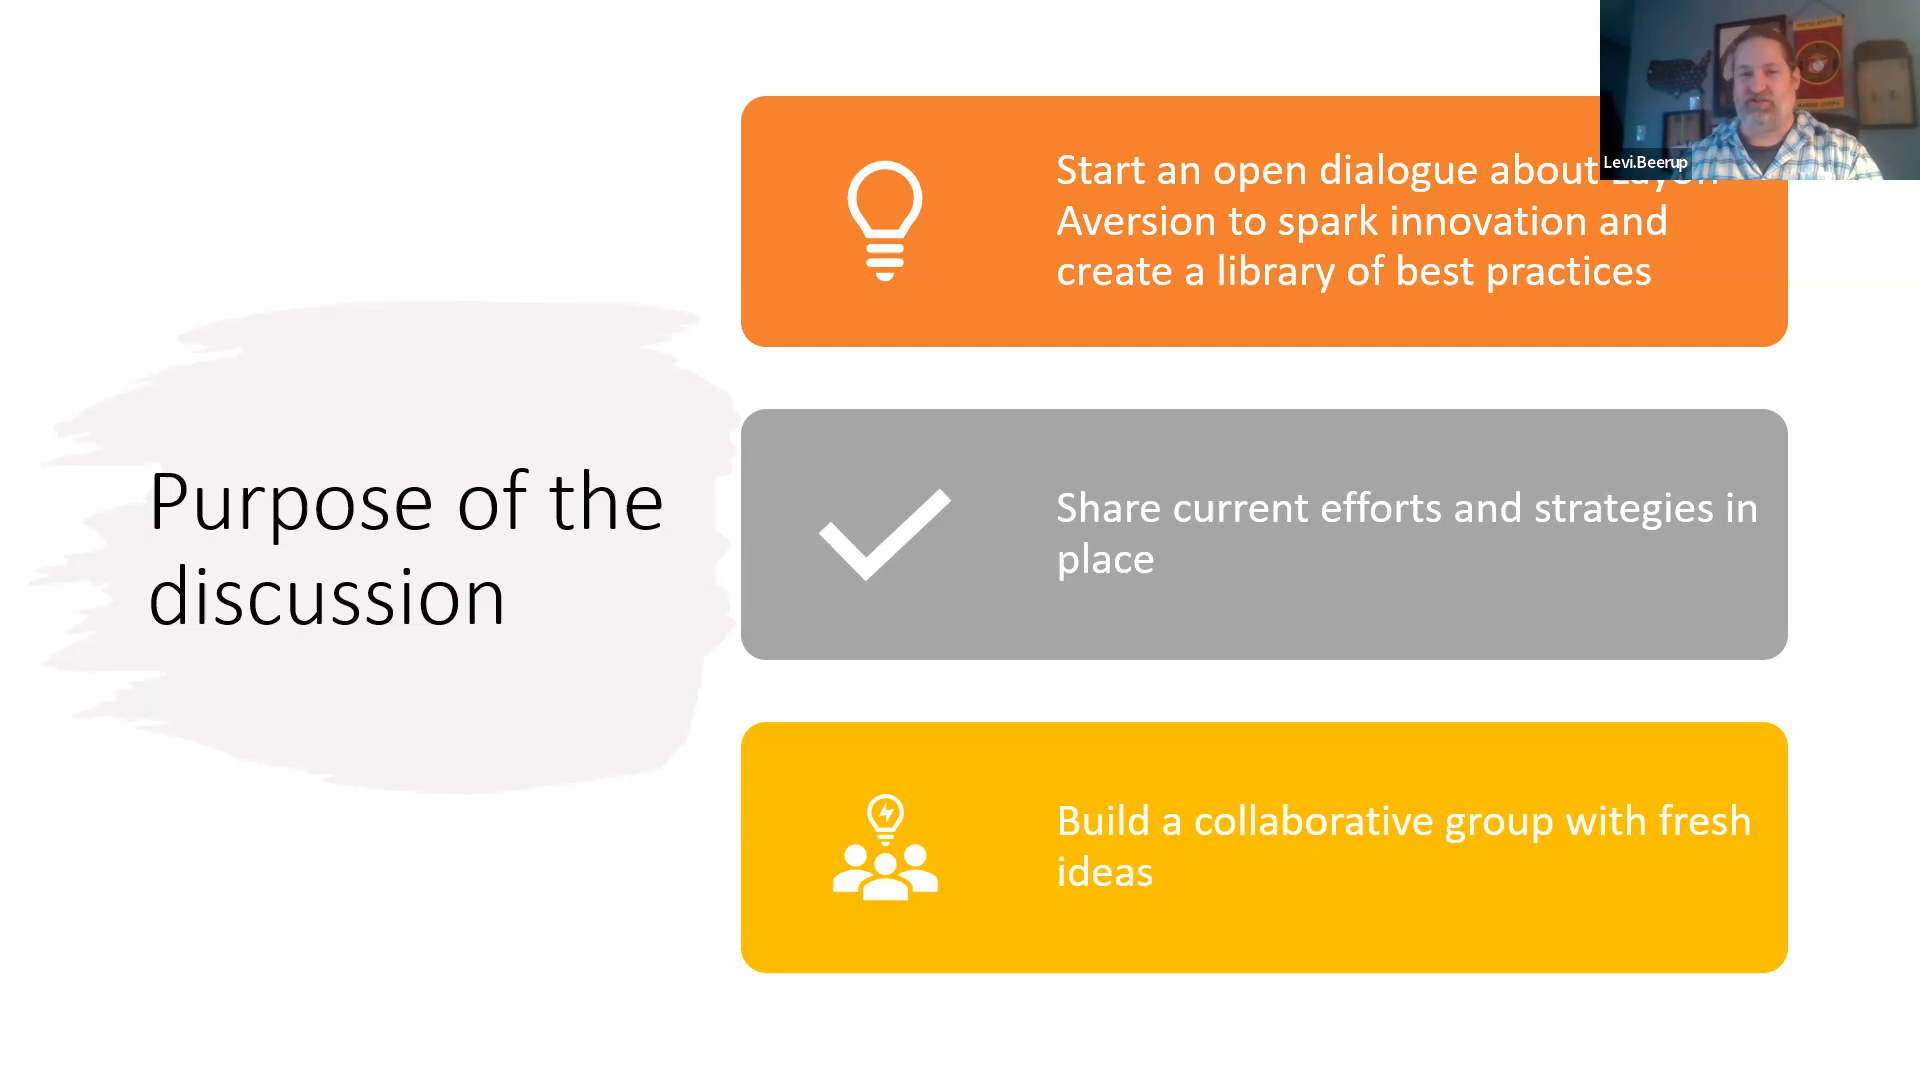 Purpose of the
discussion
Start an open dialogue about
Aversion to spark innovation and
create a library of best practices
Share current efforts and strategies in
place
Build a collaborative group with fresh
ideas
Levi.Beerup